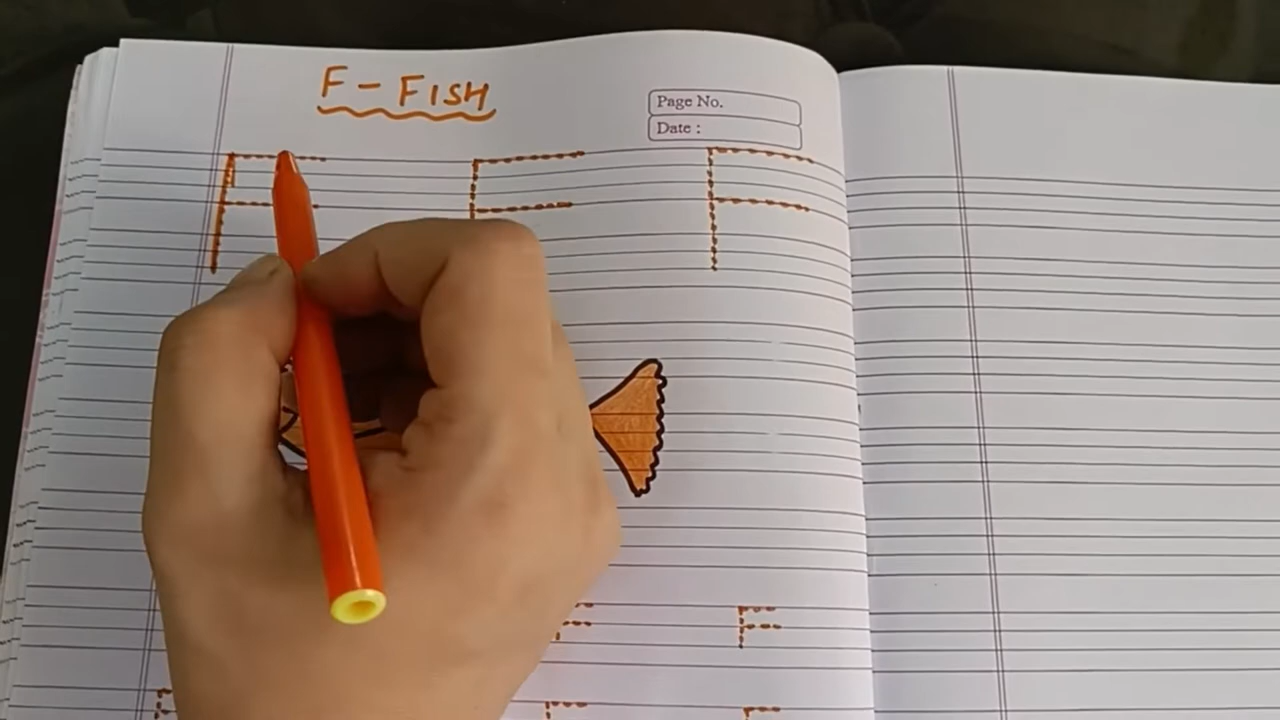 F - FISH
Page No.
Date :
F F F
F F
F F F